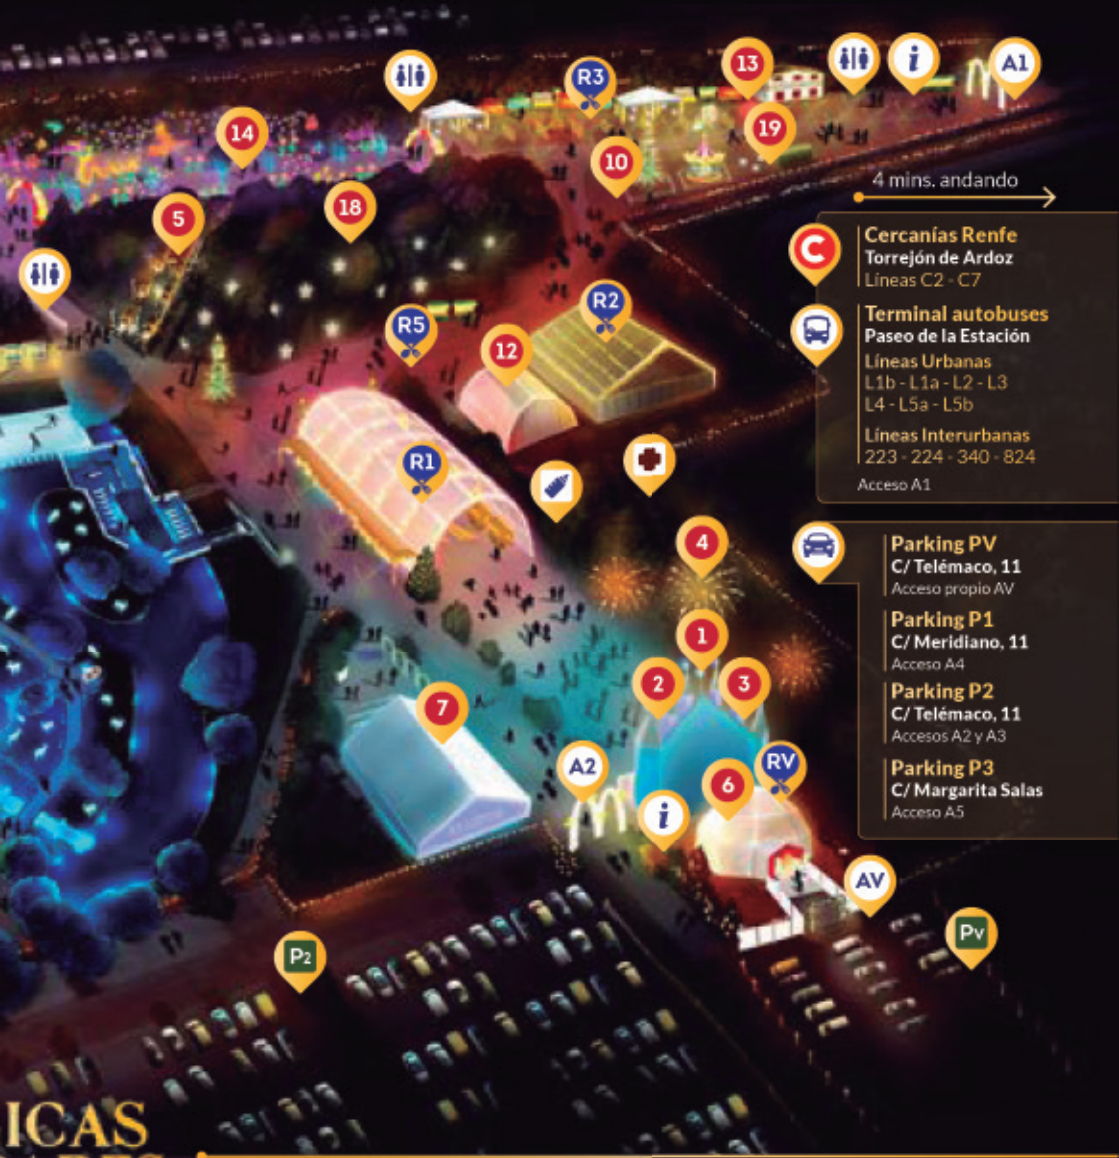 R3
13
i
A1
14
19
10
4 mins. andando
18
5
C
Cercanías Renfe
Torrejón de Ardoz
Líneas C2 - C7
R2
R5
12
Terminal autobuses
Paseo de la Estación
Líneas Urbanas
L1b - L1a - L2 - L3
L4 - L5a - L5b
Líneas Interurbanas
223 - 224 - 340 - 824
Acceso A1
R1
4
Parking PV
C/ Telémaco, 11
Acceso propio AV
Parking P1
C/ Meridiano, 11
Acceso A4
Parking P2
C/ Telémaco, 11
Accesos A2 y A3
Parking P3
C/ Margarita Salas
Acceso A5
1
2
3
7
A2
6
RV
i
AV
PV
P2
ICAS